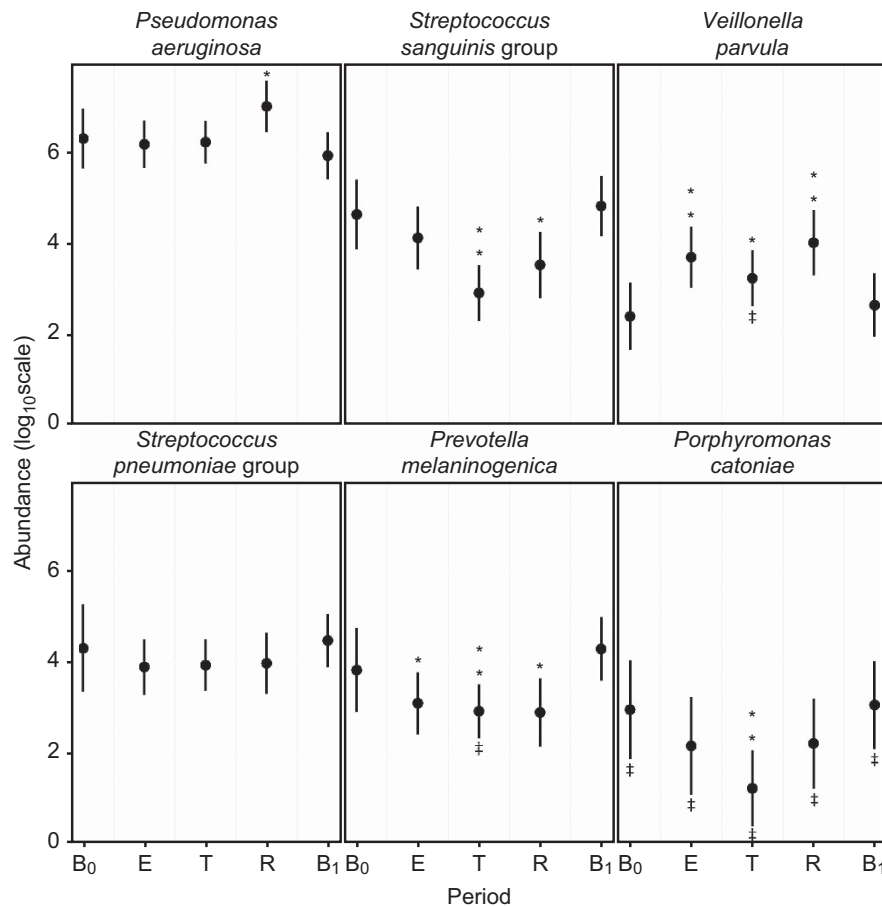 Pseudomonas
aeruginosa
Streptococcus
sanguinis group
Veillonella
parvula
Abundance (log10scale)
6
4
2
0
*
*
*
*
*
*
*
*
*
‡
Streptococcus
pneumoniae group
Prevotella
melaninogenica
Porphyromonas
catoniae
6
4
2
0
*
*
*
*
‡
*
*
‡
‡
‡
‡
‡
B0 E T R B1 B0 E T R B1 B0 E T R B1
Period